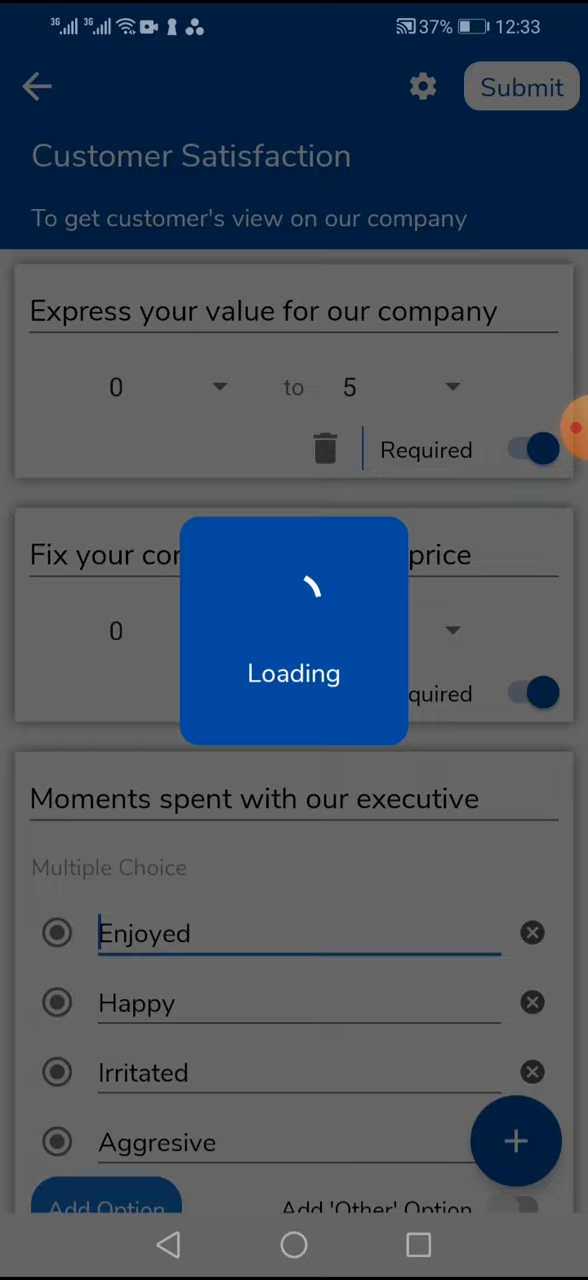 3G 3G 37% 12:33
Submit
Customer Satisfaction
To get customer's view on our company
Express your value for our company
0 to 5
Required
Fix your price
0
quired
Loading
Moments spent with our executive
Multiple Choice
Enjoyed
Happy
Irritated
Aggresive
Add Option Add 'Other' Option